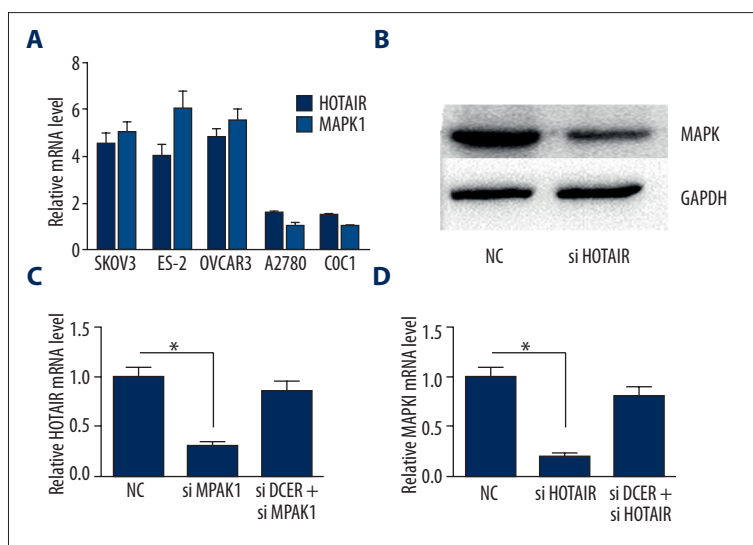 A
Relative mRNA level
8
6
4
2
0
HOTAIR
MAPK1
SKOV3 ES-2 OVCAR3 A2780 COC1
B
MAPK
GAPDH
NC si HOTAIR
C
Relative HOTAIR mRNA level
1.5
1.0
0.5
0.0
*
NC si MPAK1 si DCER +
si MPAK1
D
Relative MAPKI mRNA level
1.5
1.0
0.5
0.0
*
NC si HOTAIR si DCER +
si HOTAIR